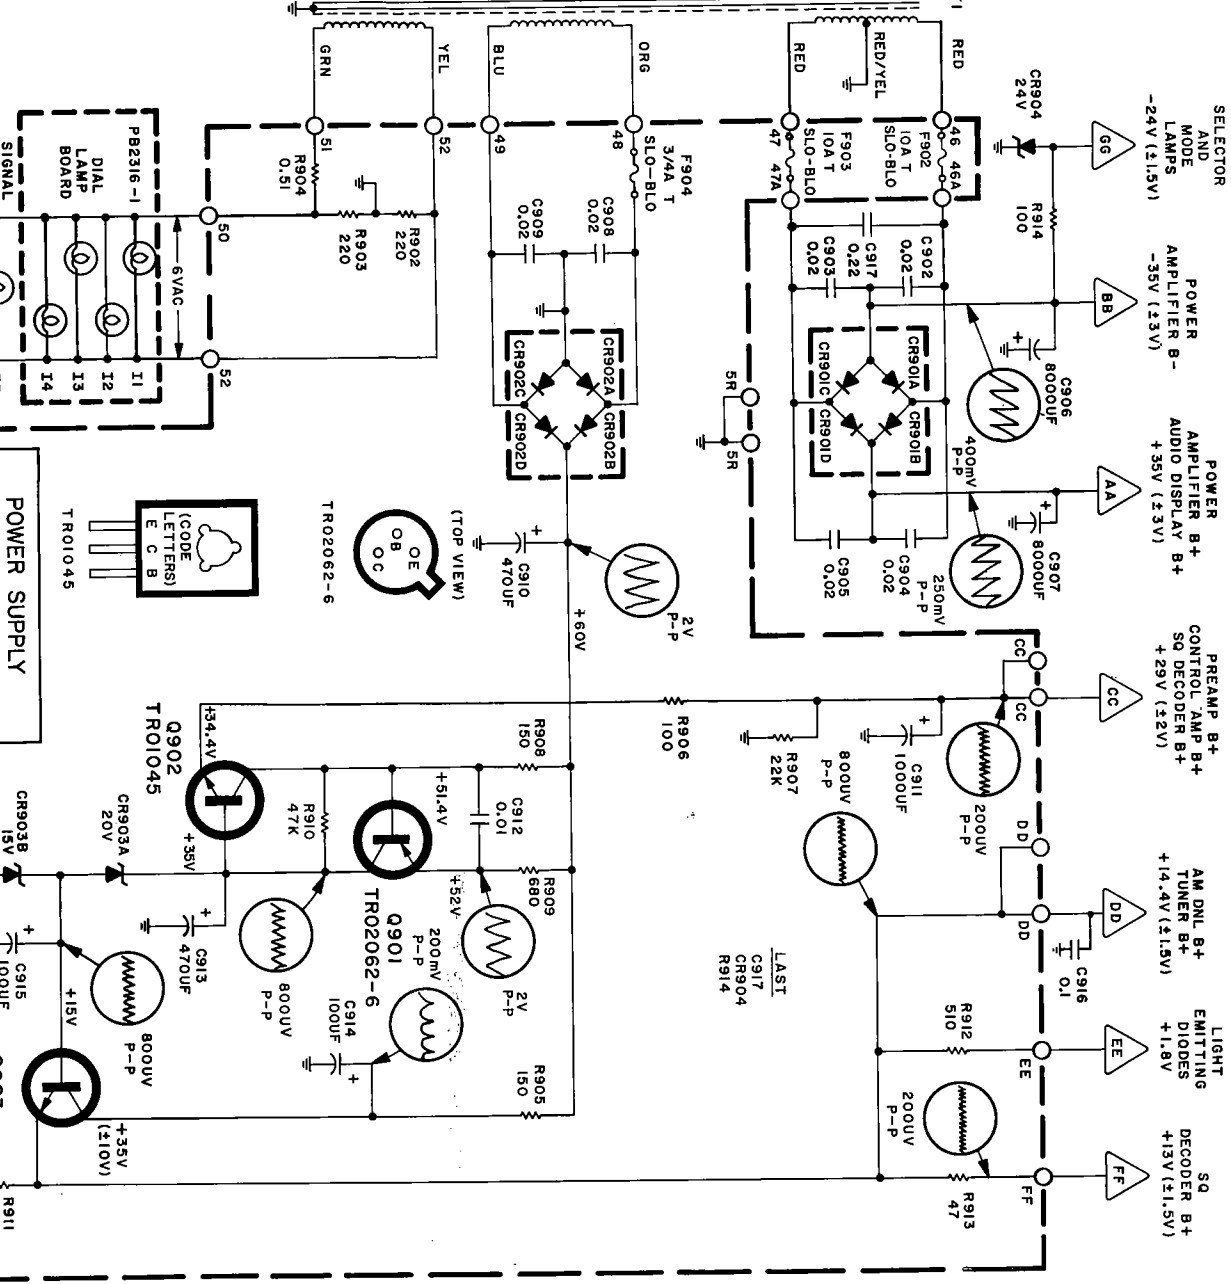 SELECTOR
AND
MODE
LAMPS
-24V (±1.5V)
GG
POWER
AMPLIFIER B-
-35V (±3V)
BB
POWER
AMPLIFIER B+
AUDIO DISPLAY B+
+35V (±3V)
AA
PREAMP B+
CONTROL AMP B+
SQ DECODER B+
+29V (±2V)
CC
AM DNL B+
TUNER B+
+14.4V (±1.5V)
DD
LIGHT
EMITTING
DIODES
+1.8V
EE
SQ
DECODER B+
+13V (±1.5V)
FF
CR904
24V
R914
100
C906
8000UF
400mV
P-P
C907
8000UF
250mV
P-P
CC
CC
200UV
P-P
DD
DD
C916
0.1
EE
R912
510
FF
R913
47
200UV
P-P
RED
RED/YEL
RED
46
46A
F902
10A T
SLO-BLO
F903
10A T
SLO-BLO
47
47A
C902
0.02
C917
0.22
C903
0.02
CR901A
CR901B
CR901C
CR901D
C904
0.02
C905
0.02
5R
5R
C911
1000UF
R907
22K
R906
100
800UV
P-P
LAST
C917
CR904
R914
ORG
BLU
48
49
F904
3/4A T
SLO-BLO
C908
0.02
C909
0.02
CR902A
CR902B
CR902C
CR902D
+60V
2V
P-P
C910
470UF
R908
150
R909
680
R905
150
C912
0.01
+51.4V
+52V
2V
P-P
Q901
TR02062-6
200mV
P-P
C914
100UF
R910
47K
800UV
P-P
(TOP VIEW)
E
B
C
TR02062-6
YEL
GRN
52
51
R904
0.51
R902
220
R903
220
50
52
6VAC
+34.4V
Q902
TR01045
+35V
C913
470UF
(CODE
LETTERS)
E C B
TR01045
PB2316-1
DIAL
LAMP
BOARD
I1
I2
I3
I4
SIGNAL
CR903A
20V
CR903B
15V
C915
100UF
800UV
P-P
+15V
+35V
(±10V)
R911
POWER SUPPLY